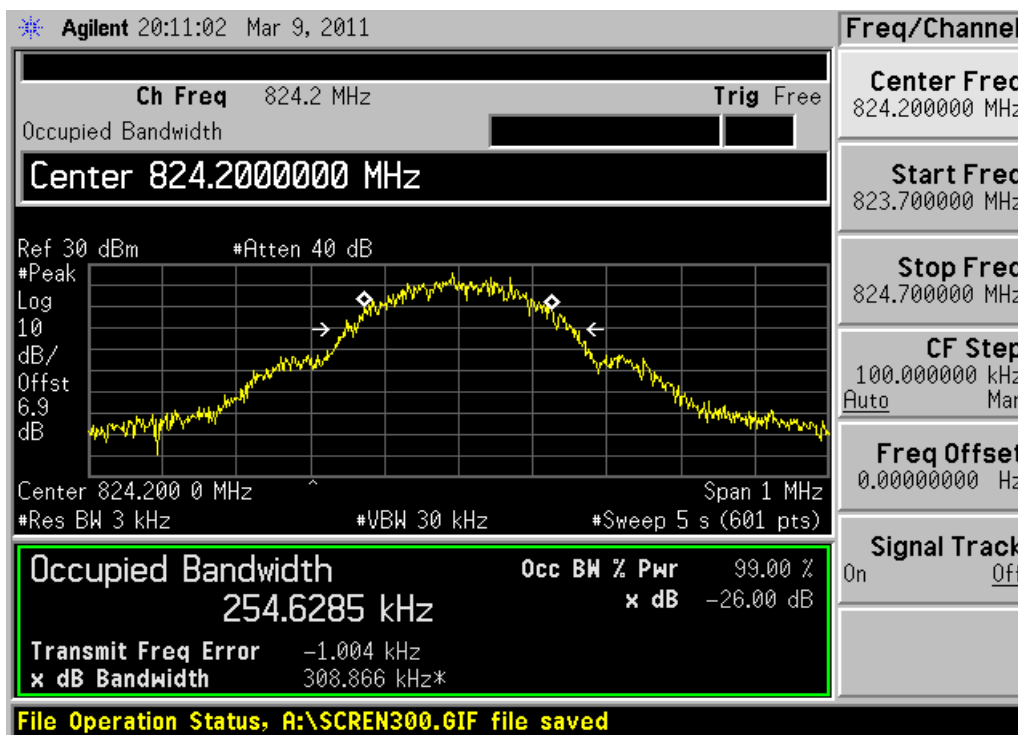 Agilent 20:11:02 Mar 9, 2011
Freq/Channel
Ch Freq 824.2 MHz Trig Free
Occupied Bandwidth
Center 824.2000000 MHz
Ref 30 dBm #Atten 40 dB
#Peak
Log
10
dB/
Offst
6.9
dB
Center 824.200 0 MHz ^ Span 1 MHz
#Res BW 3 kHz #VBW 30 kHz #Sweep 5 s (601 pts)
Occupied Bandwidth Occ BW % Pwr 99.00 %
254.6285 kHz x dB -26.00 dB
Transmit Freq Error -1.004 kHz
x dB Bandwidth 308.866 kHz*
File Operation Status, A:\SCREN300.GIF file saved
Center Freq
824.200000 MHz
Start Freq
823.700000 MHz
Stop Freq
824.700000 MHz
CF Step
100.000000 kHz
Auto Man
Freq Offset
0.00000000 Hz
Signal Track
On Off